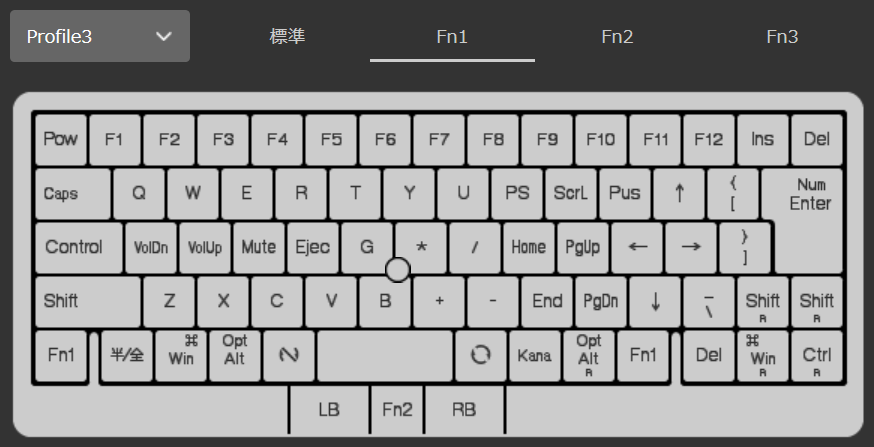 Profile3 標準 Fn1 Fn2 Fn3
Pow F1 F2 F3 F4 F5 F6 F7 F8 F9 F10 F11 F12 Ins Del
Caps Q W E R T Y U PS ScrL Pus ↑ { [ Num Enter
Control VolDn VolUp Mute Ejec G * / Home PgUp ← → } ]
Shift Z X C V B + - End PgDn ↓ _ \ Shift R Shift R
Fn1 半/全 ⌘ Win Opt Alt Kana Opt Alt R Fn1 Del ⌘ Win R Ctrl R
LB Fn2 RB